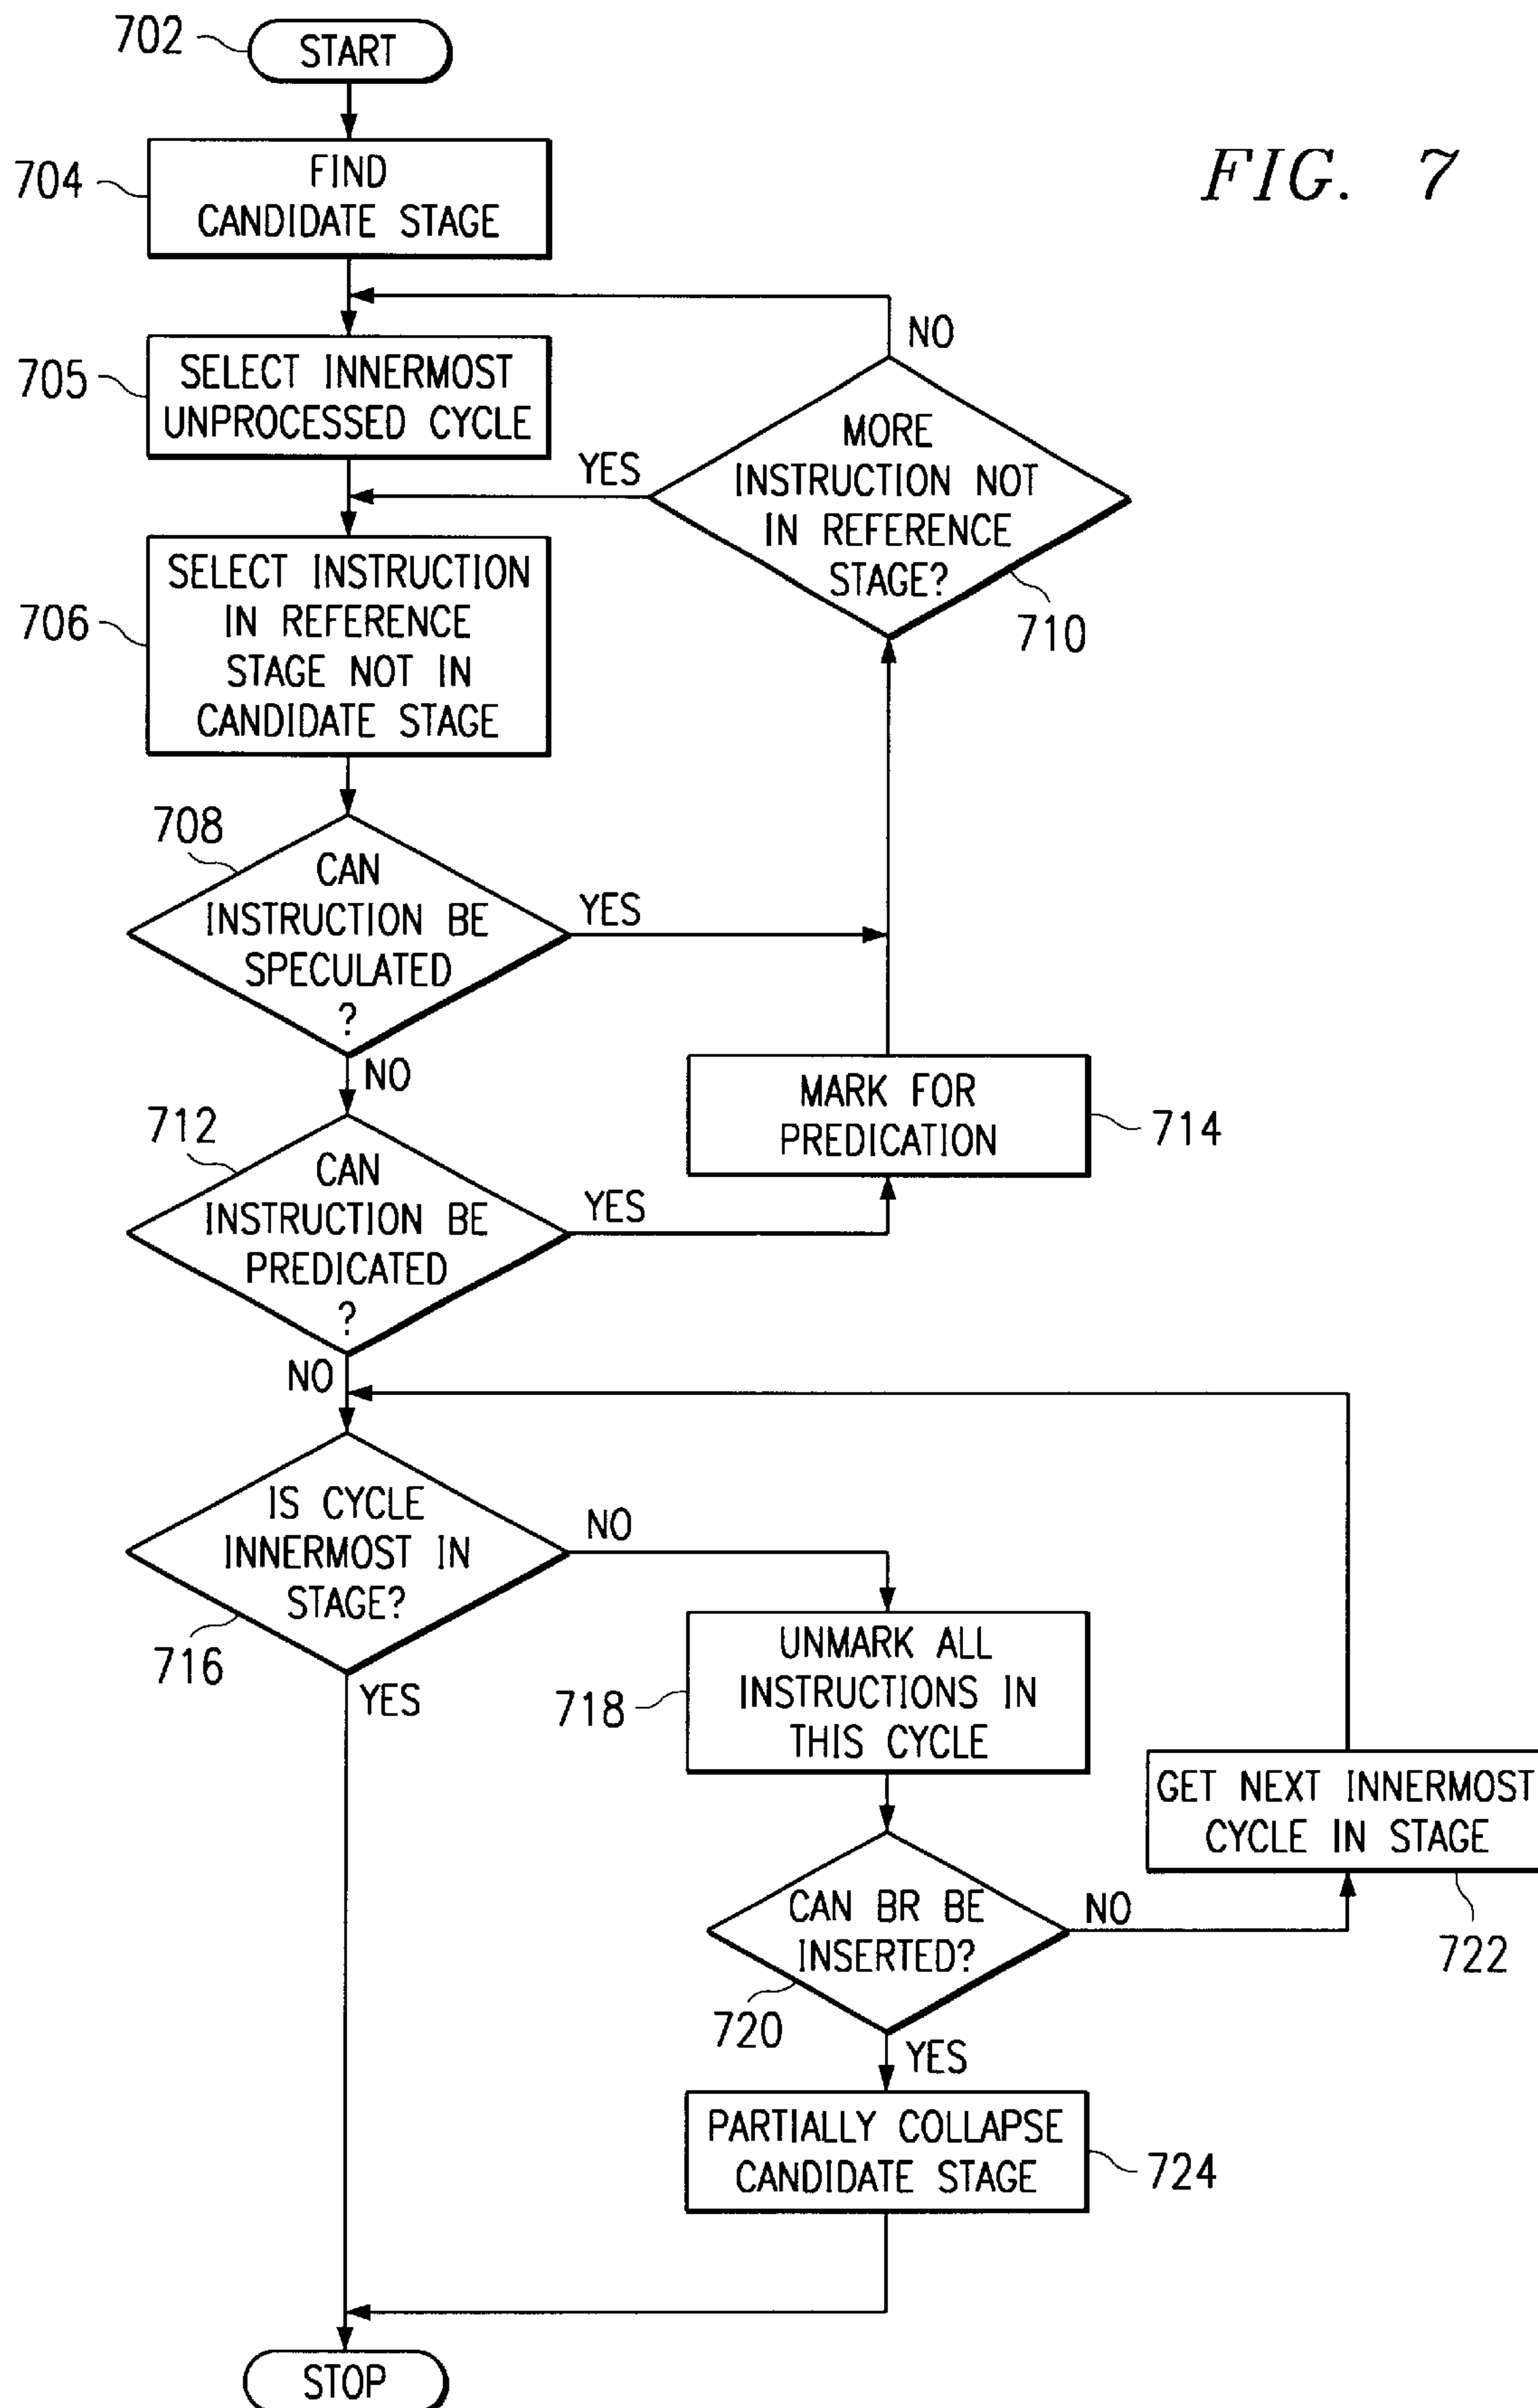 702
START
FIG. 7
704
FIND
CANDIDATE STAGE
NO
705
SELECT INNERMOST
UNPROCESSED CYCLE
YES
MORE
INSTRUCTION NOT
IN REFERENCE
STAGE?
710
706
SELECT INSTRUCTION
IN REFERENCE
STAGE NOT IN
CANDIDATE STAGE
708
CAN
INSTRUCTION BE
SPECULATED
?
YES
NO
MARK FOR
PREDICATION
714
712
CAN
INSTRUCTION BE
PREDICATED
?
YES
NO
IS CYCLE
INNERMOST IN
STAGE?
NO
716
YES
718
UNMARK ALL
INSTRUCTIONS IN
THIS CYCLE
GET NEXT INNERMOST
CYCLE IN STAGE
722
CAN BR BE
INSERTED?
NO
720
YES
PARTIALLY COLLAPSE
CANDIDATE STAGE
724
STOP